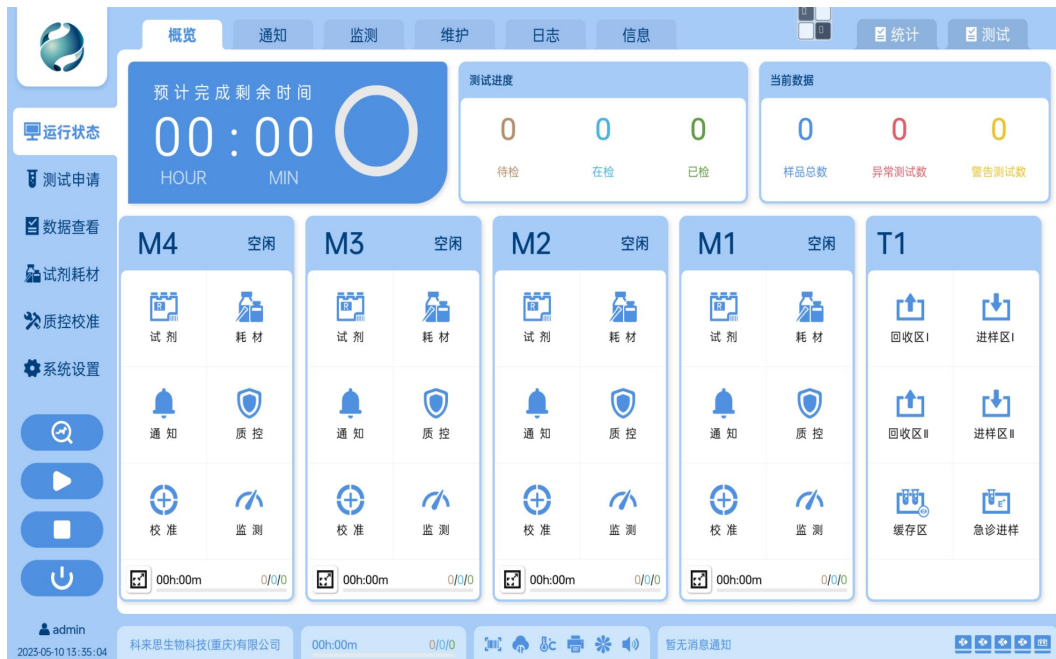 概览 通知 监测 维护 日志 信息 统计 测试
预计完成剩余时间
00 : 00
HOUR MIN
测试进度
0 0 0
待检 在检 已检
当前数据
0 0 0
样品总数 异常测试数 警告测试数
运行状态
测试申请
数据查看
试剂耗材
质控校准
系统设置
admin
2023-05-10 13:35:04
M4 空闲
试剂 耗材
通知 质控
校准 监测
00h:00m 0/0/0
M3 空闲
试剂 耗材
通知 质控
校准 监测
00h:00m 0/0/0
M2 空闲
试剂 耗材
通知 质控
校准 监测
00h:00m 0/0/0
M1 空闲
试剂 耗材
通知 质控
校准 监测
00h:00m 0/0/0
T1
回收区Ⅰ 进样区Ⅰ
回收区Ⅱ 进样区Ⅱ
缓存区 急诊进样
科来思生物科技(重庆)有限公司 00h:00m 0/0/0 暂无消息通知